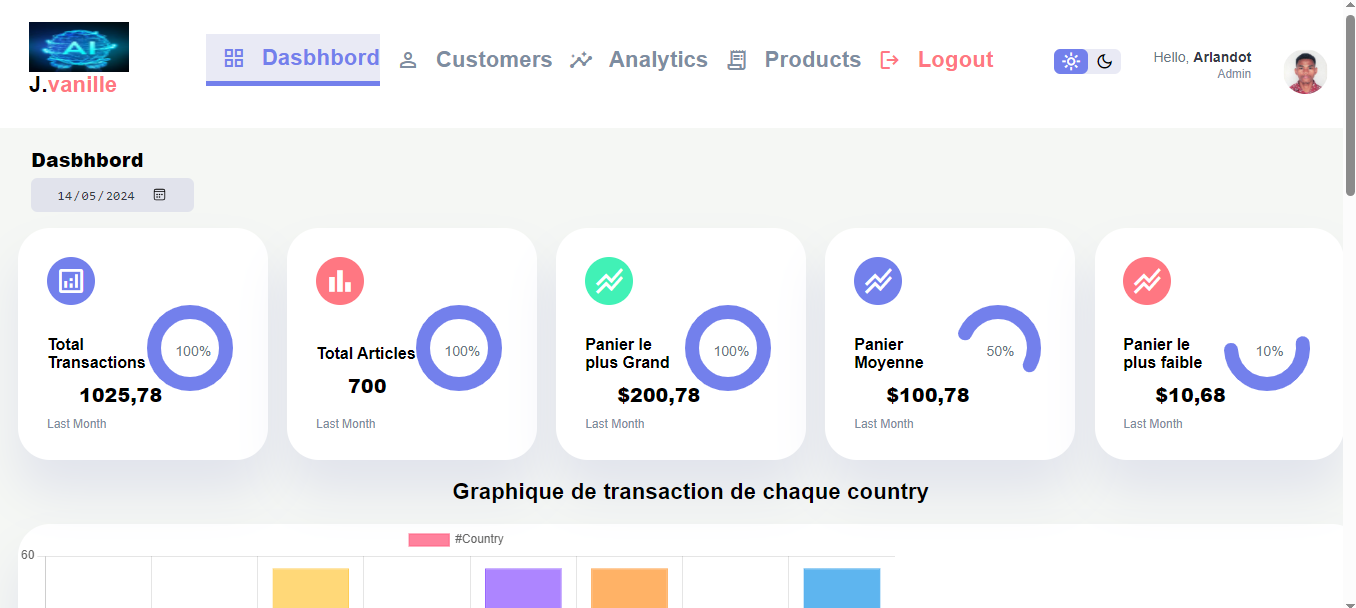 AI
J.vanille
Dasbhbord
Customers
Analytics
Products
Logout
Hello, Arlandot
Admin
Dasbhbord
14/05/2024
Total
Transactions
100%
1025,78
Last Month
Total Articles
100%
700
Last Month
Panier le
plus Grand
100%
$200,78
Last Month
Panier
Moyenne
50%
$100,78
Last Month
Panier le
plus faible
10%
$10,68
Last Month
Graphique de transaction de chaque country
#Country
60